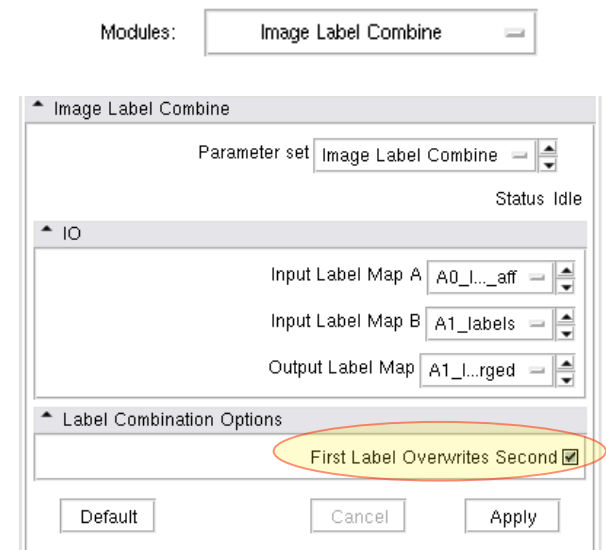 Modules: Image Label Combine
Image Label Combine
Parameter set Image Label Combine
Status Idle
IO
Input Label Map A A0_l..._aff
Input Label Map B A1_labels
Output Label Map A1_l...rged
Label Combination Options
First Label Overwrites Second
Default Cancel Apply